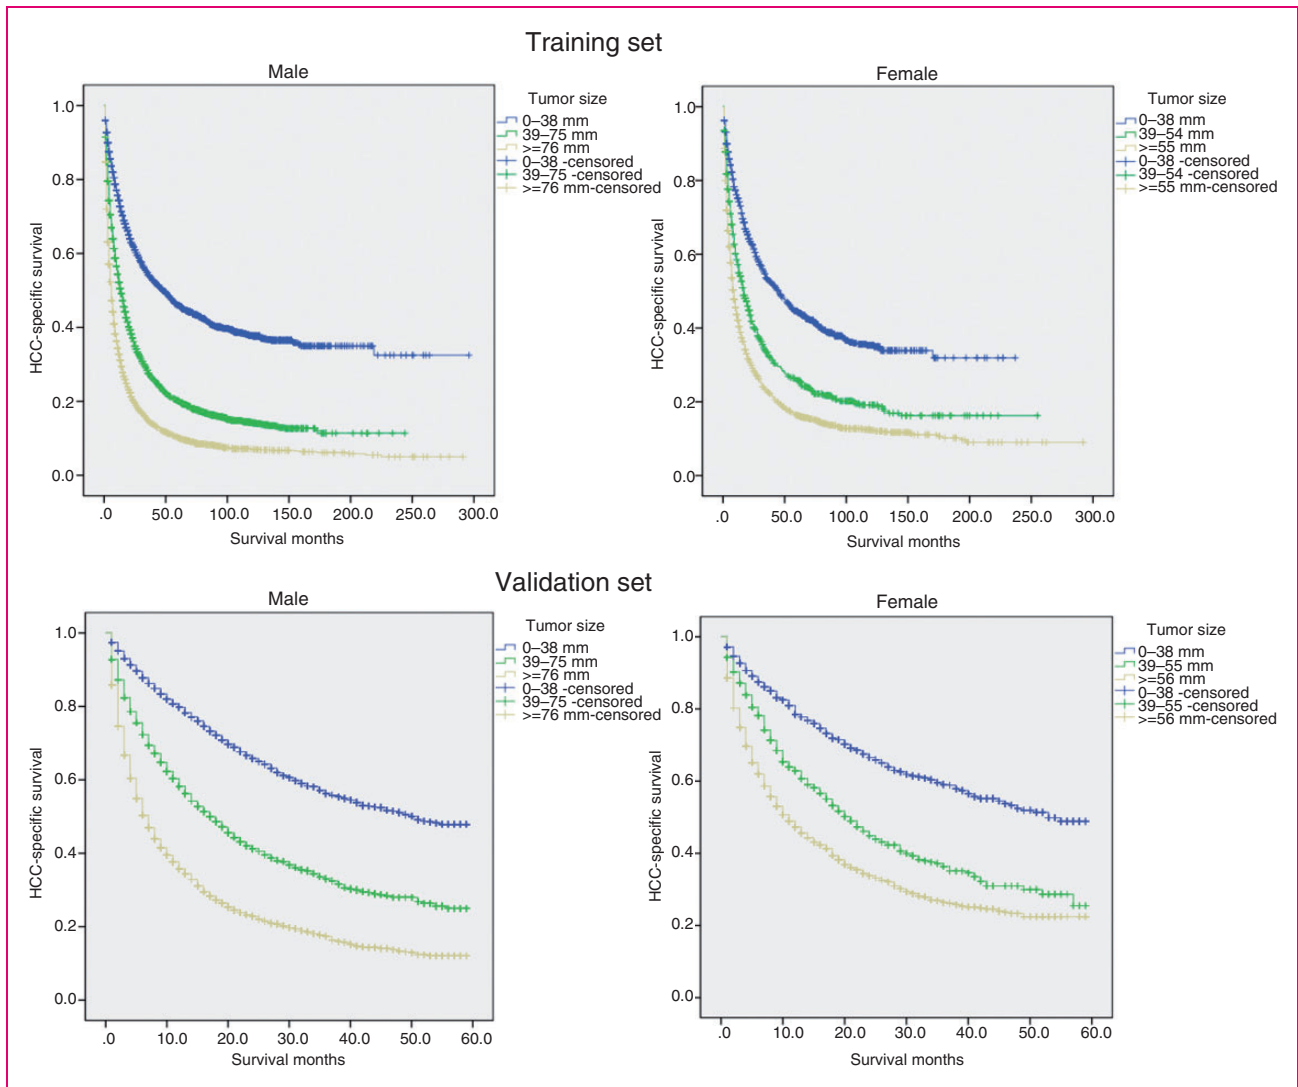 Training set
Male
Tumor size
0–38 mm
39–75 mm
>=76 mm
0–38 -censored
39–75 -censored
>=76 mm-censored
HCC-specific survival
1.0
0.8
0.6
0.4
0.2
0.0
.0 50.0 100.0 150.0 200.0 250.0 300.0
Survival months
Female
Tumor size
0–38 mm
39–54 mm
>=55 mm
0–38 -censored
39–54 -censored
>=55 mm-censored
HCC-specific survival
1.0
0.8
0.6
0.4
0.2
0.0
.0 50.0 100.0 150.0 200.0 250.0 300.0
Survival months
Validation set
Male
Tumor size
0–38 mm
39–75 mm
>=76 mm
0–38 -censored
39–75 -censored
>=76 mm-censored
HCC-specific survival
1.0
0.8
0.6
0.4
0.2
0.0
.0 10.0 20.0 30.0 40.0 50.0 60.0
Survival months
Female
Tumor size
0–38 mm
39–55 mm
>=56 mm
0–38 -censored
39–55 -censored
>=56 mm-censored
HCC-specific survival
1.0
0.8
0.6
0.4
0.2
0.0
.0 10.0 20.0 30.0 40.0 50.0 60.0
Survival months